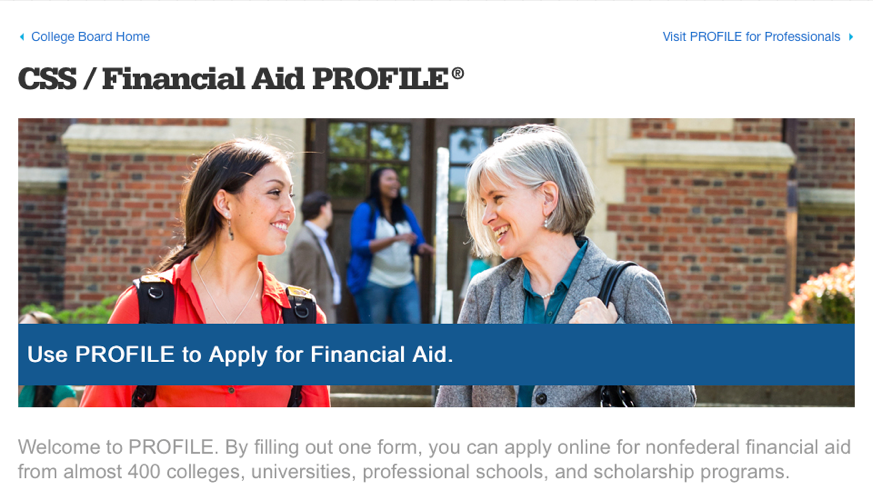 College Board Home
Visit PROFILE for Professionals
CSS / Financial Aid PROFILE®
Use PROFILE to Apply for Financial Aid.
Welcome to PROFILE. By filling out one form, you can apply online for nonfederal financial aid
from almost 400 colleges, universities, professional schools, and scholarship programs.